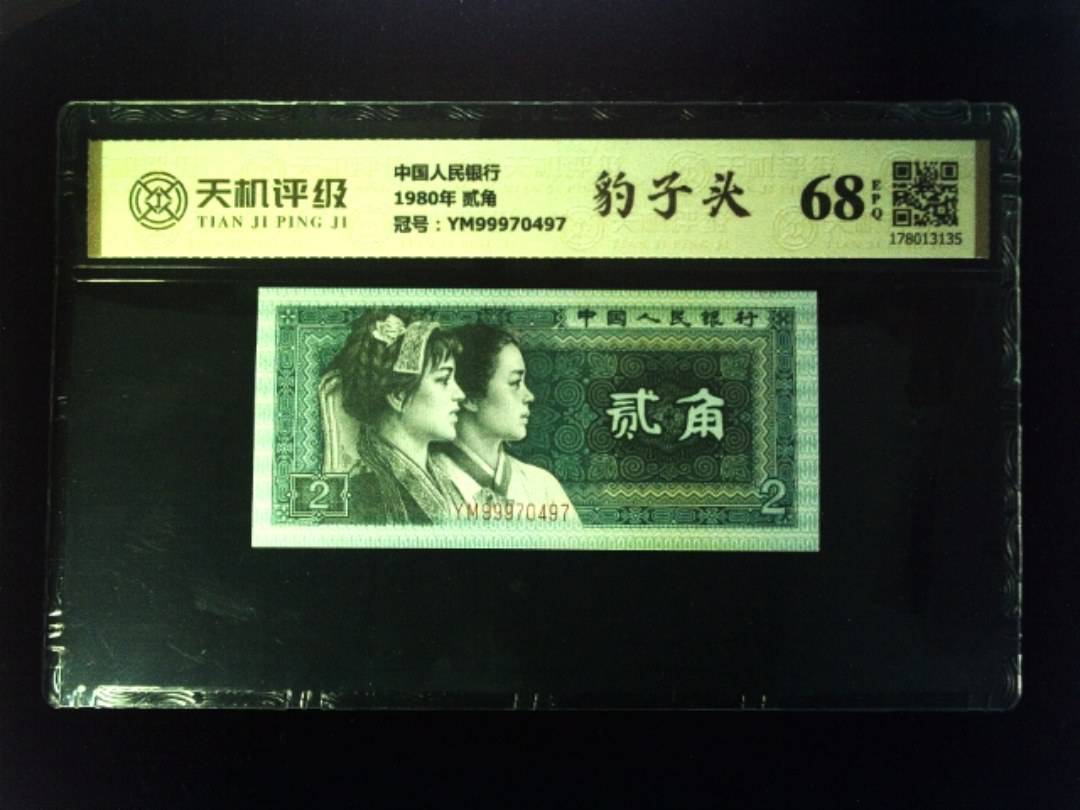 天机评级
TIAN JI PING JI
中国人民银行
1980年 贰角
冠号：YM99970497
豹子头
68
EPQ
178013135
中国人民银行
贰角
2
2
YM99970497